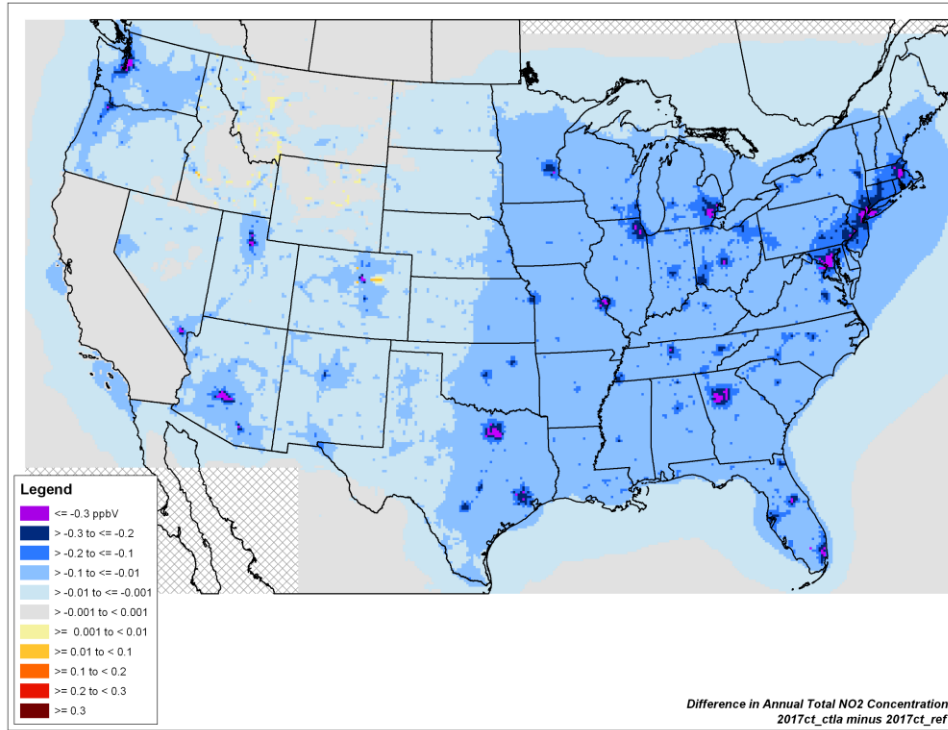 Legend
<= -0.3 ppbV
> -0.3 to <= -0.2
> -0.2 to <= -0.1
> -0.1 to <= -0.01
> -0.01 to <= -0.001
> -0.001 to < 0.001
>= 0.001 to < 0.01
>= 0.01 to < 0.1
>= 0.1 to < 0.2
>= 0.2 to < 0.3
>= 0.3
Difference in Annual Total NO2 Concentration
2017ct_ctla minus 2017ct_ref